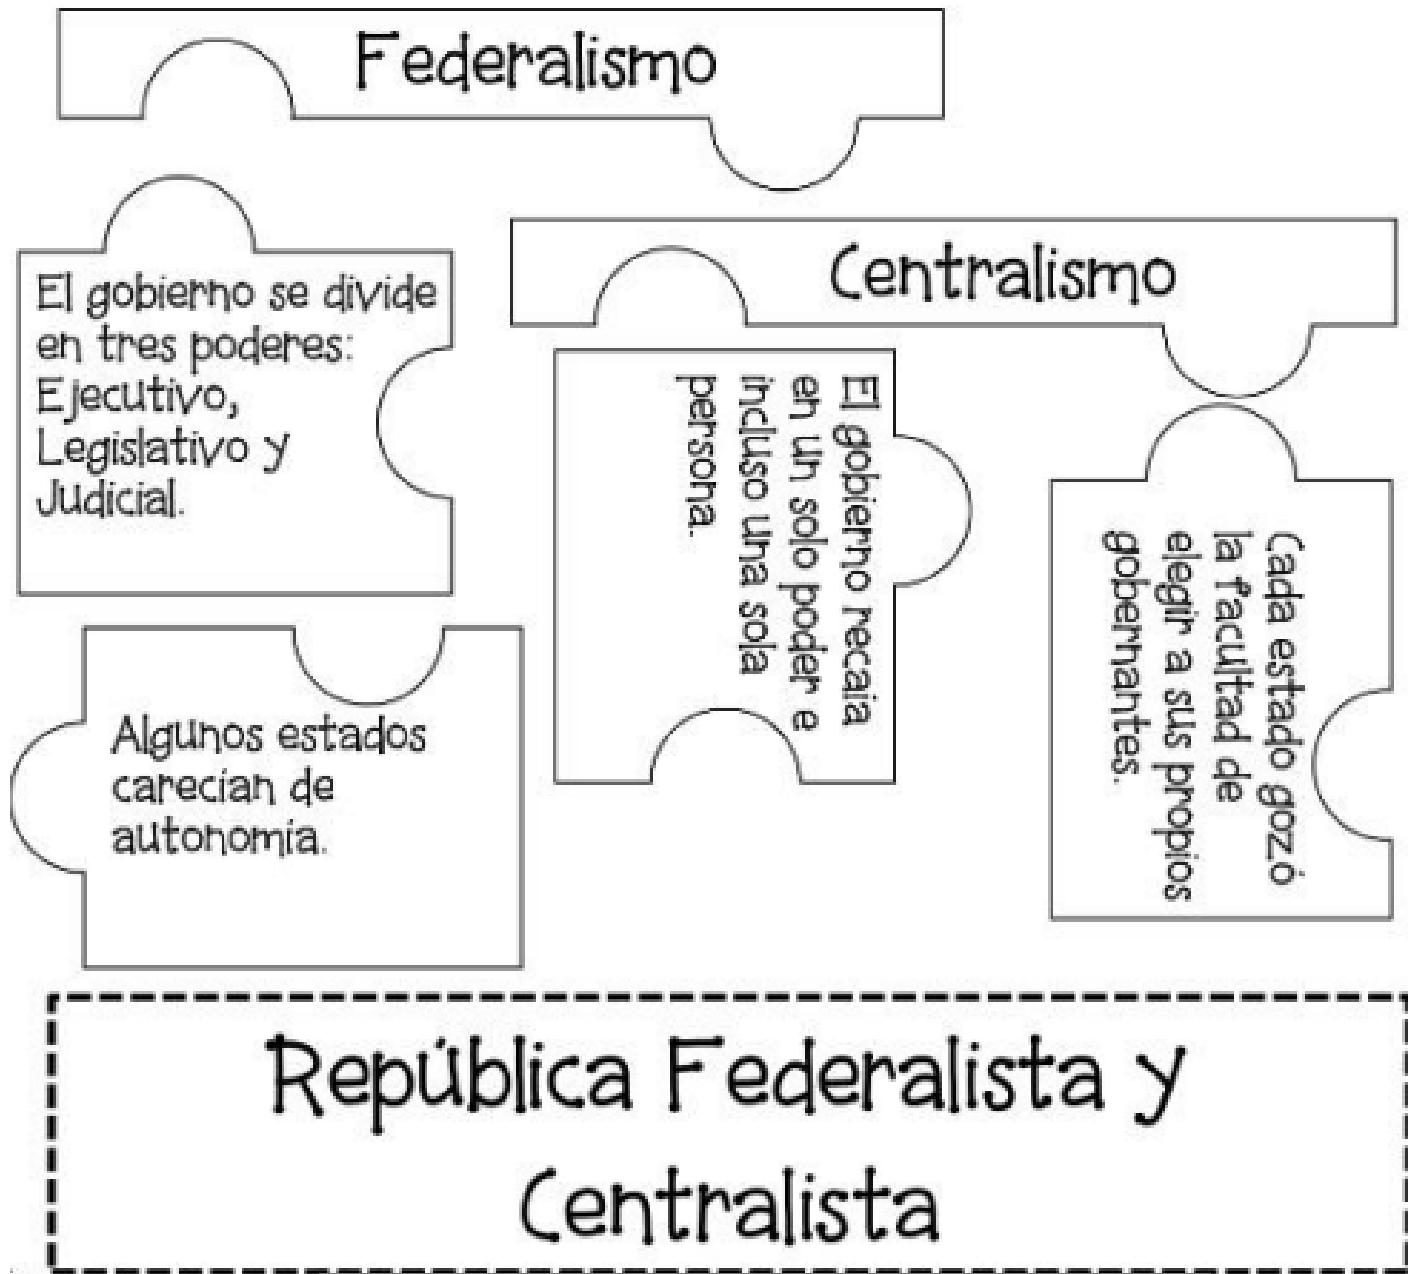 Federalismo
Centralismo
El gobierno se divide
en tres poderes:
Ejecutivo,
Legislativo y
Judicial.
El gobierno recaia
en un solo poder e
incluso una sola
persona.
Cada estado gozó
la facultad de
elegir a sus propios
gobernantes.
Algunos estados
carecían de
autonomía.
República Federalista y
Centralista